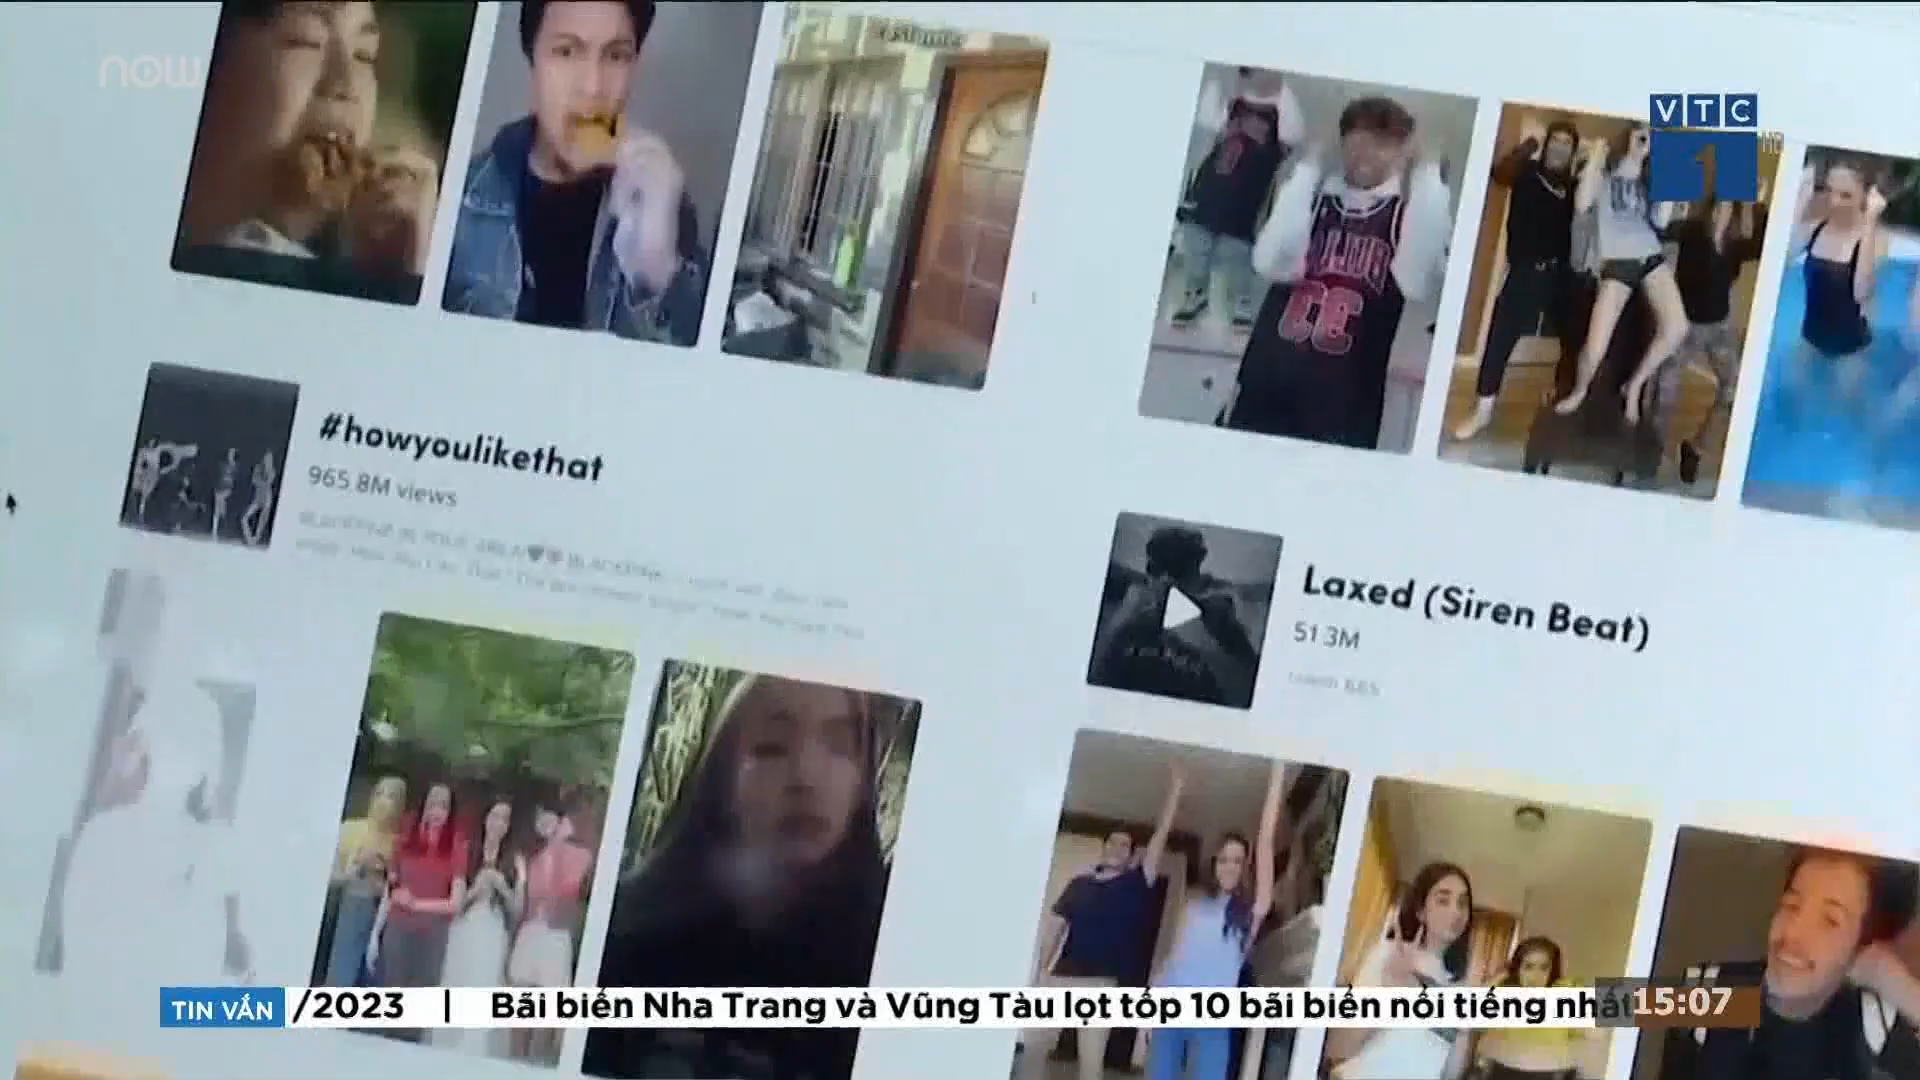 now
VTC
1
HD
#howyoulikethat
965.8M views
Laxed (Siren Beat)
51.3M
TIN VẮN
/2023 | Bãi biển Nha Trang và Vũng Tàu lọt tốp 10 bãi biển nổi tiếng nhất
15:07